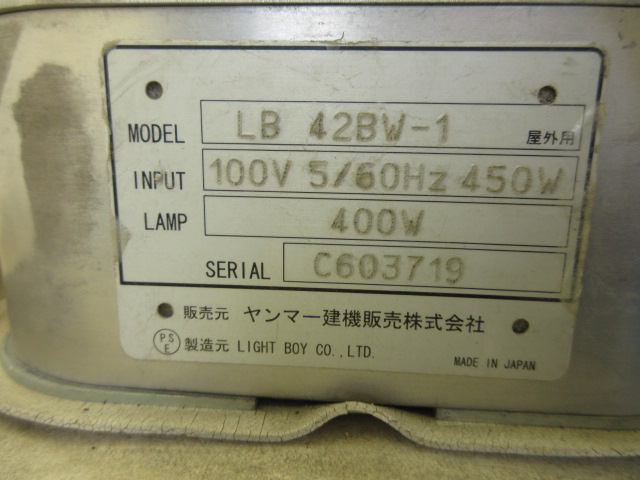 MODEL LB 42BW-1 屋外用
INPUT 100V 5/60Hz 450W
LAMP 400W
SERIAL C603719
販売元 ヤンマー建機販売株式会社
PSE 製造元 LIGHT BOY CO.,LTD.
MADE IN JAPAN